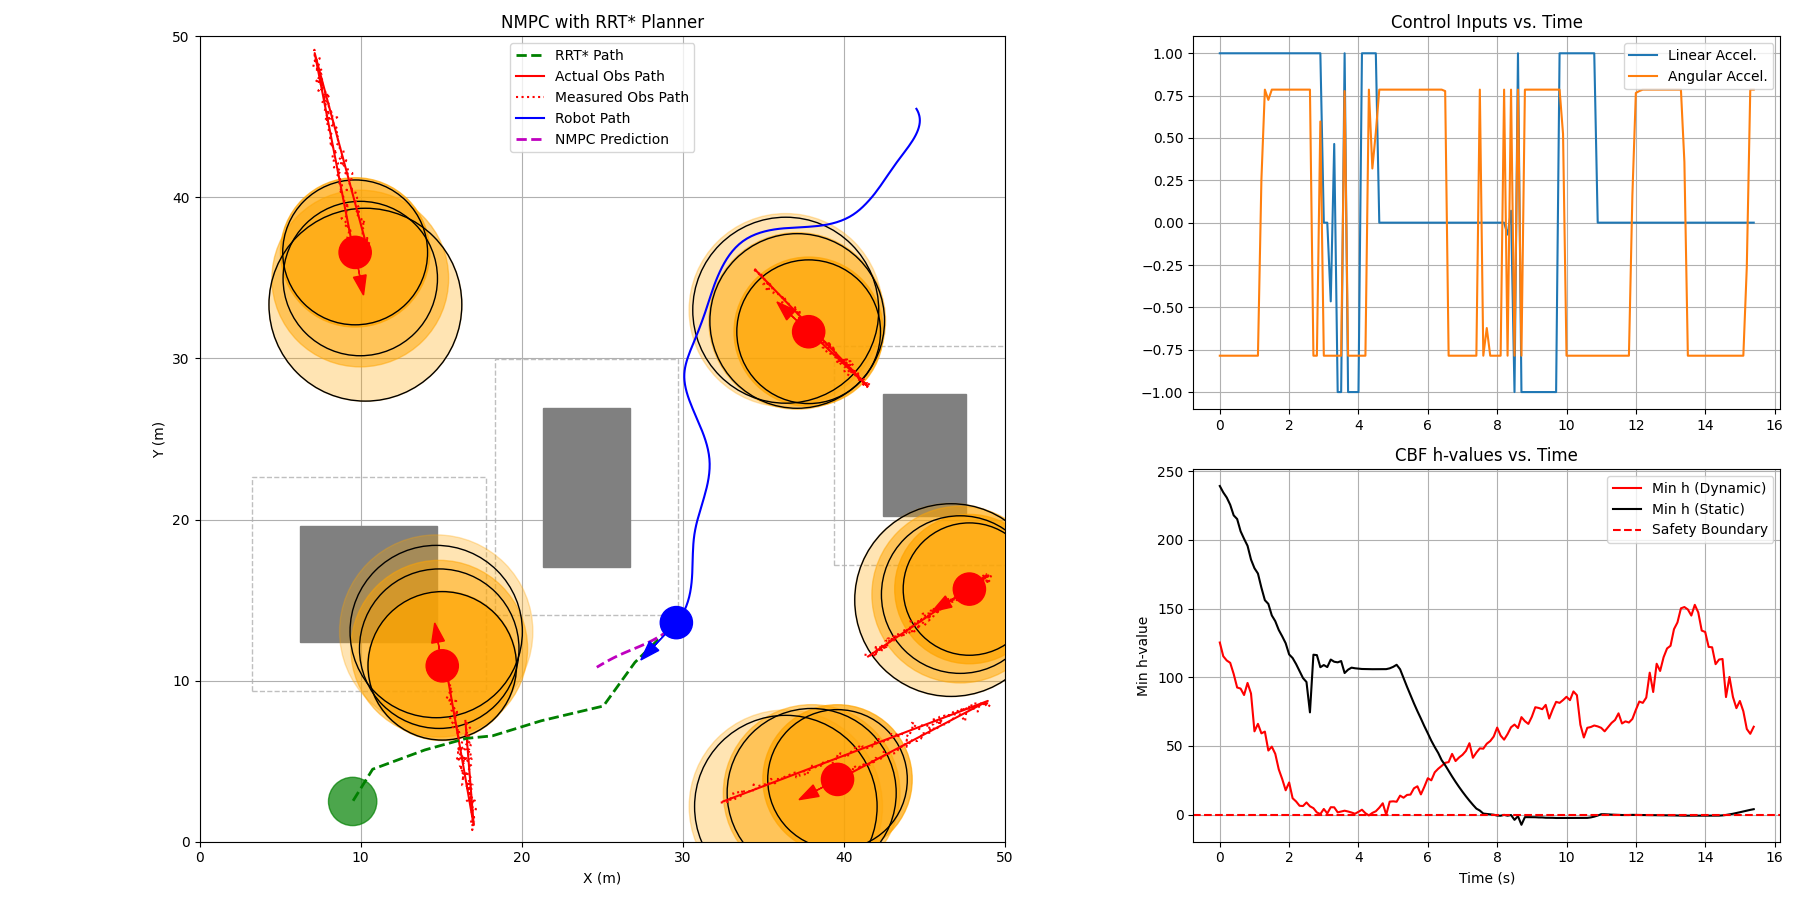 NMPC with RRT* Planner
RRT* Path
Actual Obs Path
Measured Obs Path
Robot Path
NMPC Prediction
50
40
30
20
10
0
Y (m)
0 10 20 30 40 50
X (m)
Control Inputs vs. Time
Linear Accel.
Angular Accel.
1.00
0.75
0.50
0.25
0.00
−0.25
−0.50
−0.75
−1.00
0 2 4 6 8 10 12 14 16
CBF h-values vs. Time
Min h (Dynamic)
Min h (Static)
Safety Boundary
250
200
150
100
50
0
Min h-value
0 2 4 6 8 10 12 14 16
Time (s)